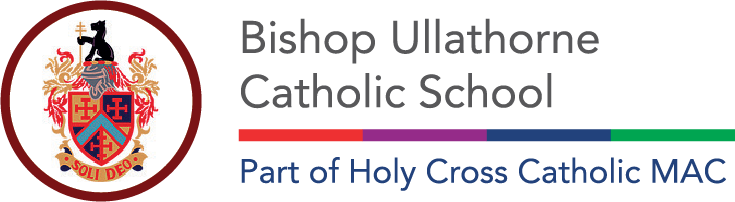 Bishop Ullathorne
Catholic School
Part of Holy Cross Catholic MAC
SOLI DEO